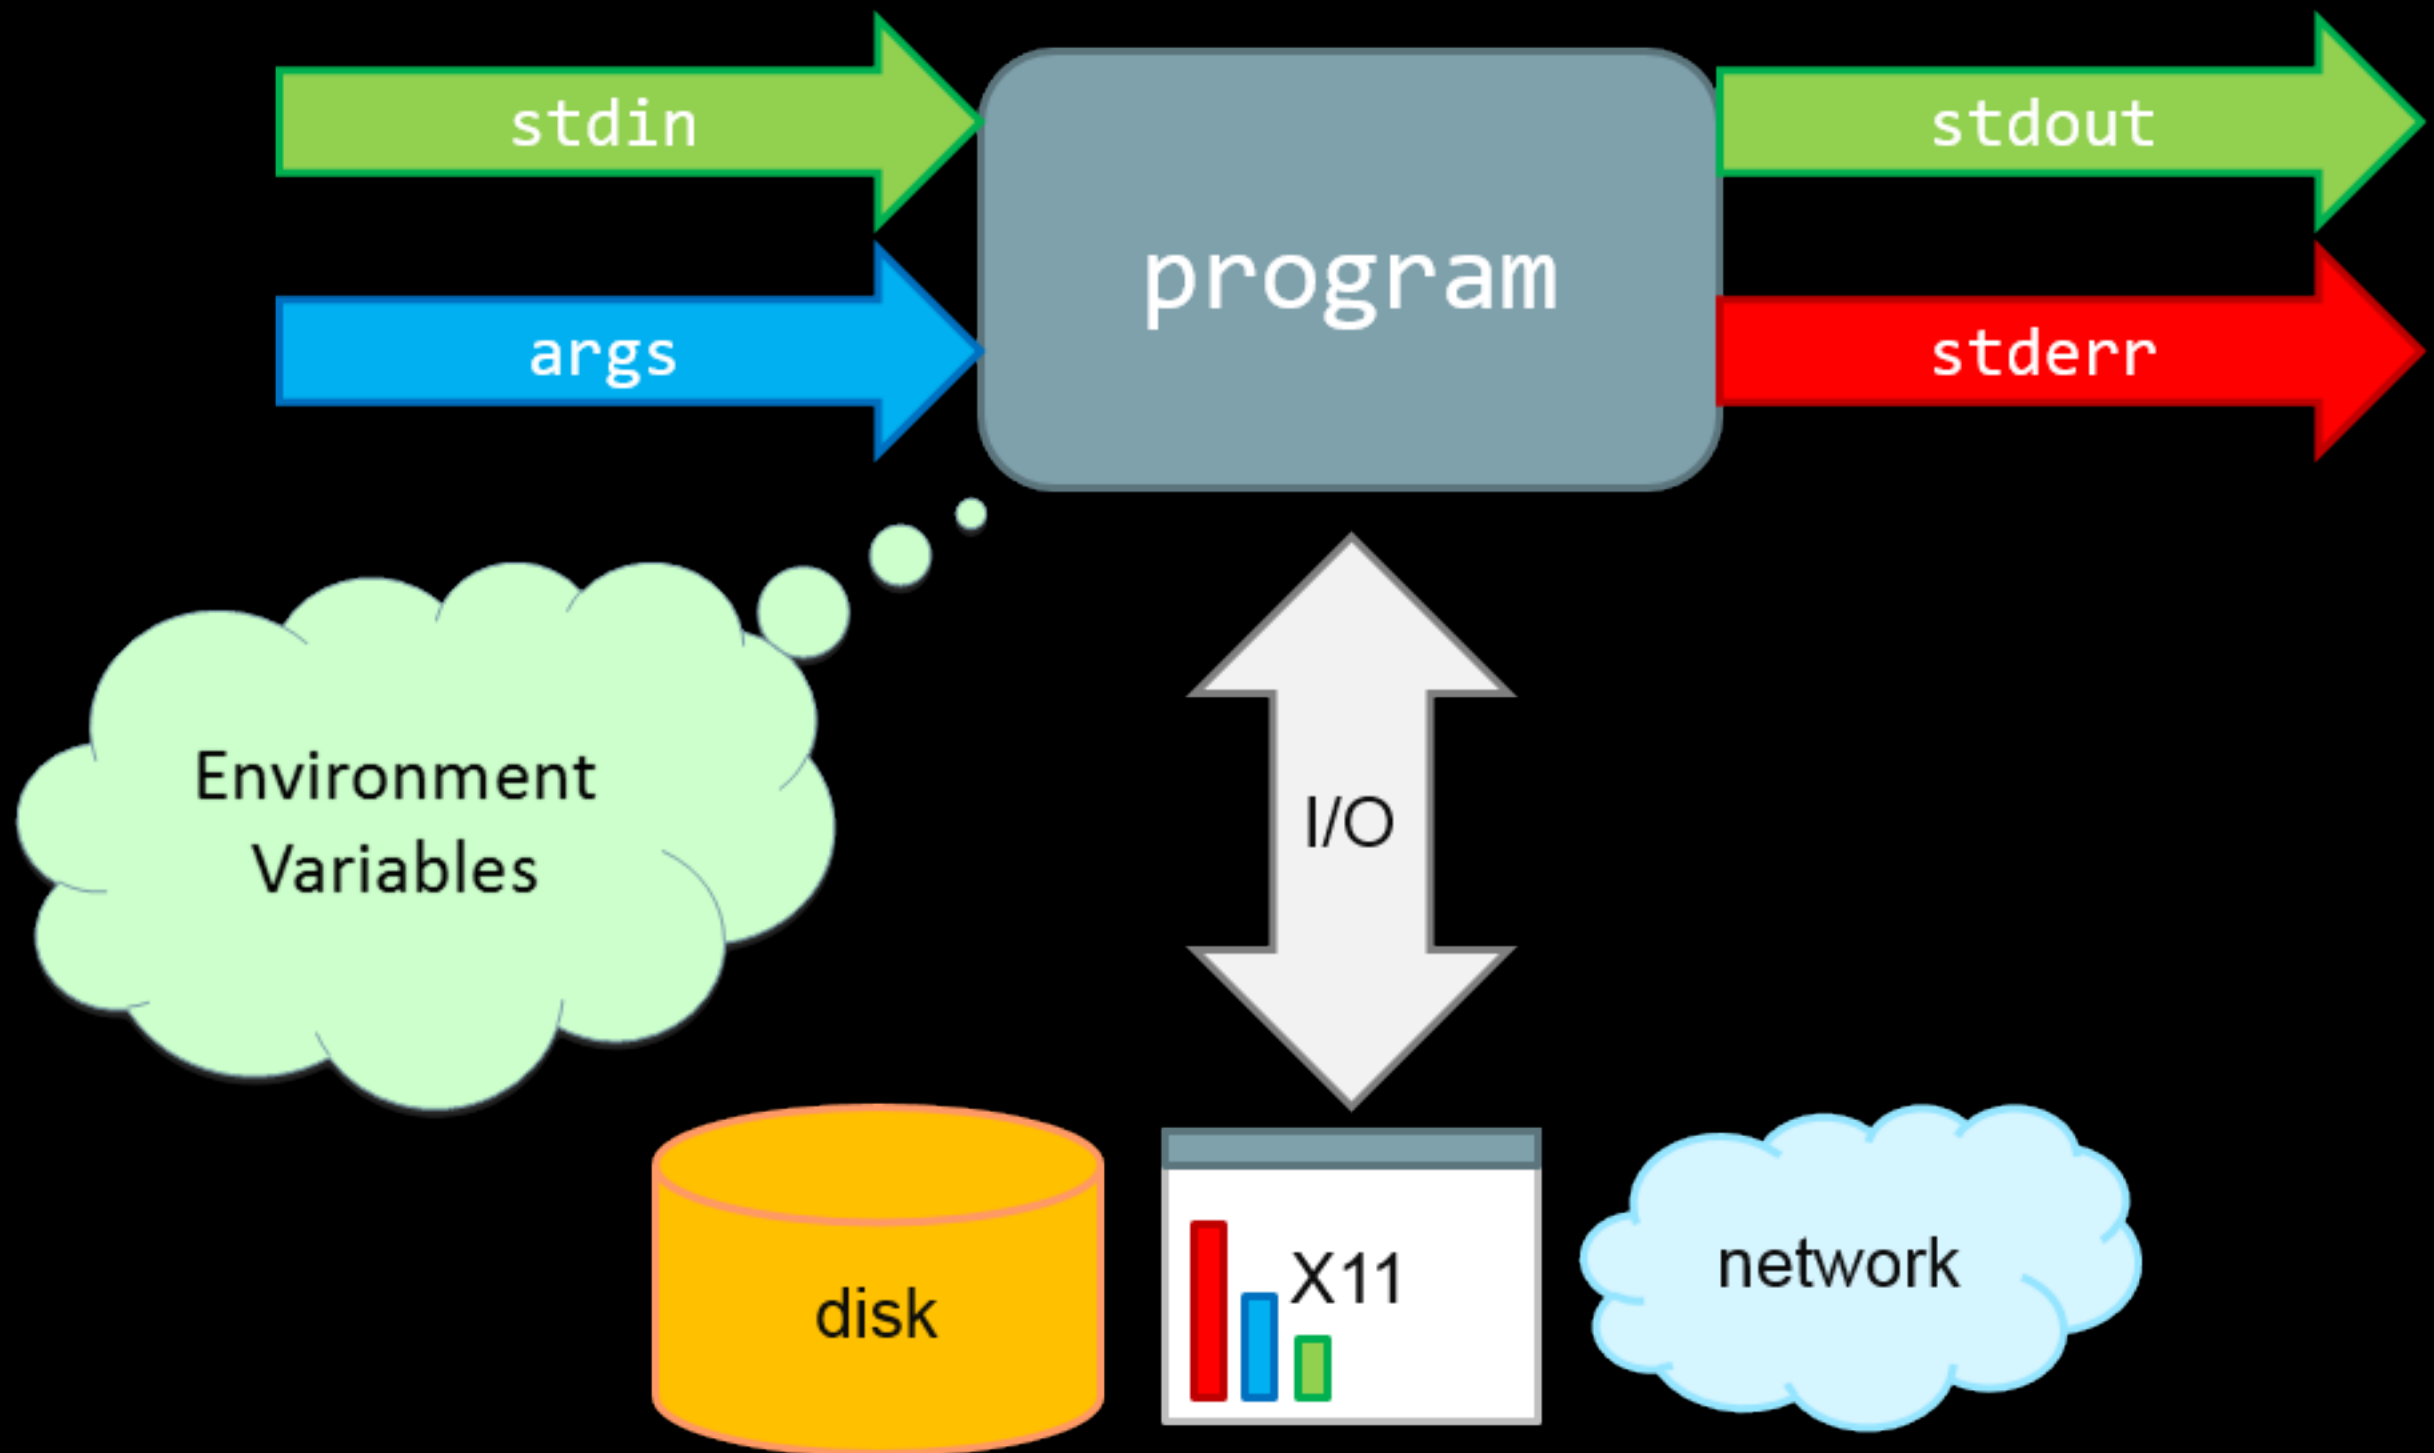 stdin
program
stdout
args
stderr
Environment
Variables
I/O
disk
X11
network